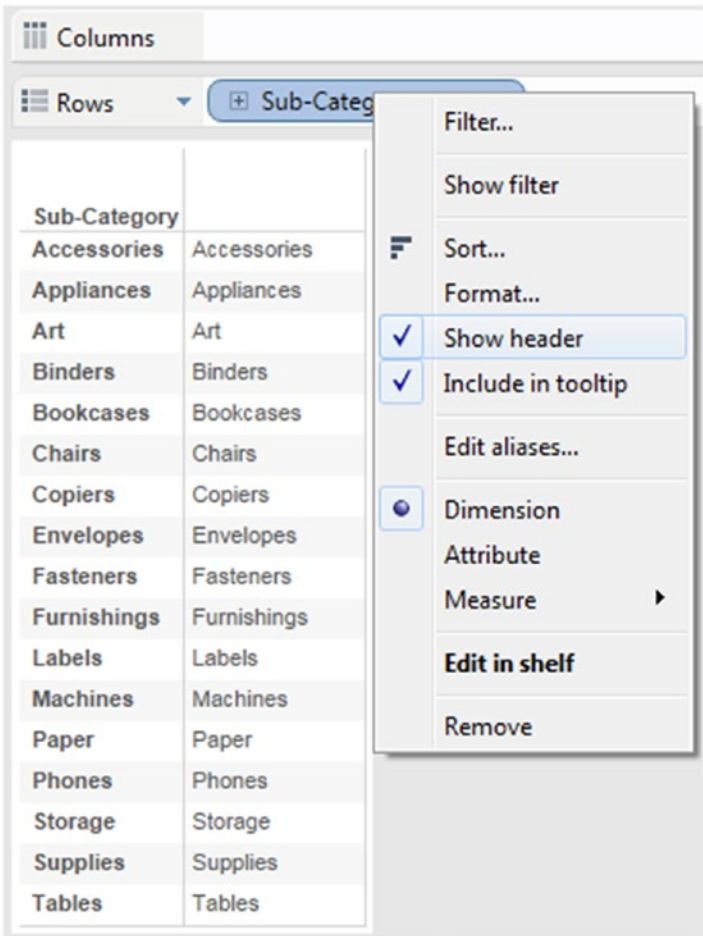 Columns
Rows
Sub-Categ
Filter...
Show filter
Sort...
Format...
Show header
Include in tooltip
Edit aliases...
Dimension
Attribute
Measure
Edit in shelf
Remove
Sub-Category
Accessories Accessories
Appliances Appliances
Art Art
Binders Binders
Bookcases Bookcases
Chairs Chairs
Copiers Copiers
Envelopes Envelopes
Fasteners Fasteners
Furnishings Furnishings
Labels Labels
Machines Machines
Paper Paper
Phones Phones
Storage Storage
Supplies Supplies
Tables Tables